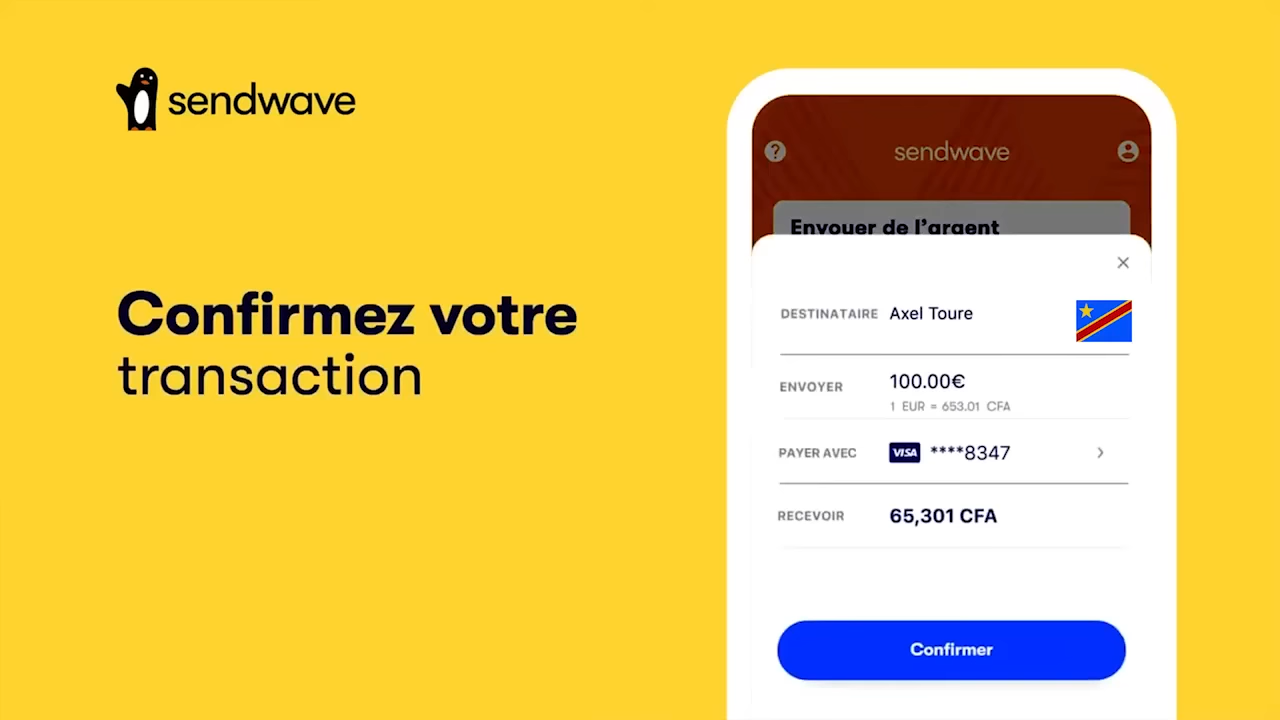 sendwave
Confirmez votre
transaction
?
sendwave
Envoyer de l'argent
DESTINATAIRE Axel Toure
ENVOYER 100.00€
1 EUR = 653.01 CFA
PAYER AVEC VISA ****8347
RECEVOIR 65,301 CFA
Confirmer